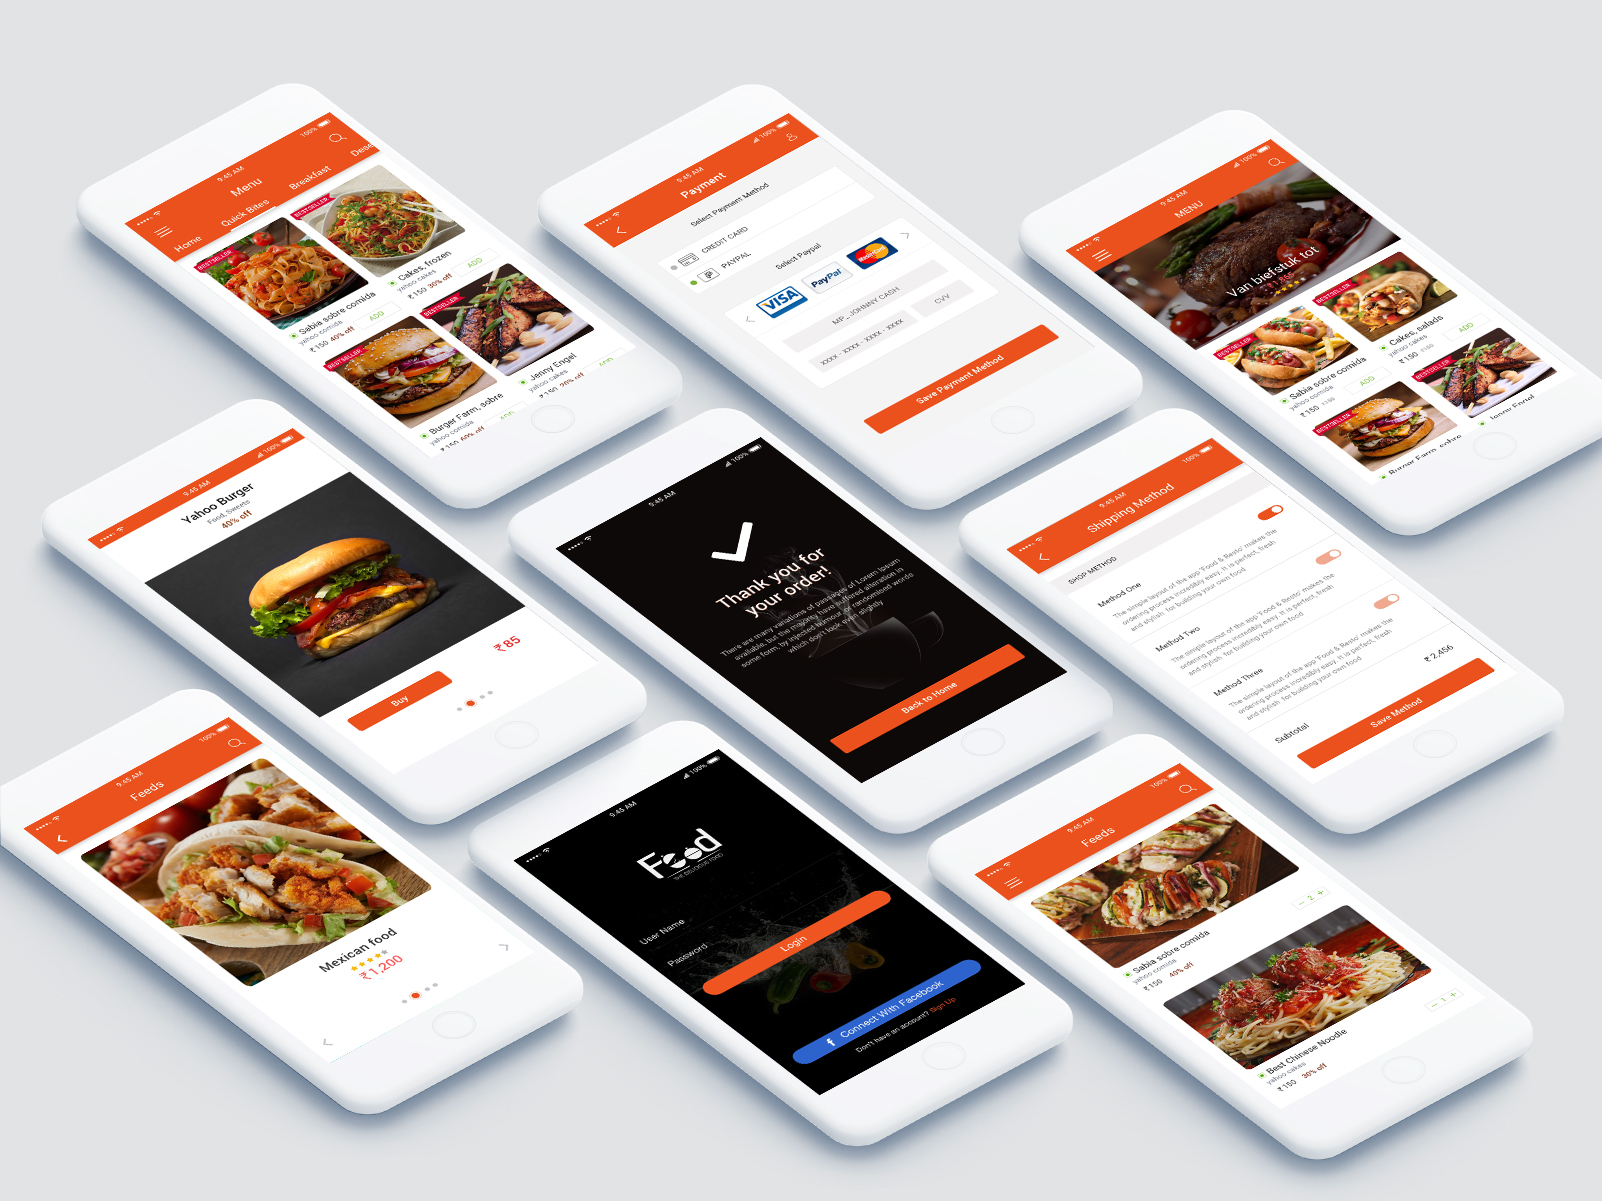 9:45 AM
100%
Menu
Home
Quick Bites
Breakfast
BESTSELLER
Sabia sobre comida
yahoo comida
₹150 40% off
ADD
BESTSELLER
Cakes, frozen
yahoo cakes
₹150 30% off
ADD
BESTSELLER
Burger Farm, sobre
yahoo comida
₹150 60% off
ADD
BESTSELLER
Jenny Engel
yahoo cakes
₹150 20% off
ADD
9:45 AM
100%
Payment
Select Payment Method
CREDIT CARD
PAYPAL
Select Paypal
VISA
PayPal
MasterCard
MP_JOHNNY CASH
XXXX - XXXX - XXXX - XXXX
CVV
Save Payment Method
9:45 AM
100%
MENU
Van biefstuk tot
BESTSELLER
Sabia sobre comida
yahoo comida
₹150
ADD
BESTSELLER
Cakes, salado
yahoo cakes
₹150
ADD
BESTSELLER
Burger Farm, sobre
BESTSELLER
Jenny Engel
9:45 AM
100%
Yahoo Burger
Food, Sweets
40% off
₹85
Buy
9:45 AM
100%
Thank you for
your order!
There are many variations of passages of Lorem Ipsum
available, but the majority have suffered alteration in
some form, by injected humour, or randomised words
which don't look even slightly
Back to Home
9:45 AM
100%
Shipping Method
SHOP METHOD
Method One
The simple layout of the app 'Food & Resto' makes the
ordering process incredibly easy. It is perfect, fresh
and stylish for building your own food
Method Two
The simple layout of the app 'Food & Resto' makes the
ordering process incredibly easy. It is perfect, fresh
and stylish for building your own food
Method Three
The simple layout of the app 'Food & Resto' makes the
ordering process incredibly easy. It is perfect, fresh
and stylish for building your own food
Subtotal
₹ 2,456
Save Method
9:45 AM
100%
Feeds
Mexican food
₹1,200
9:45 AM
100%
Food
THE DELICIOUS FOOD
User Name
Password
Login
f Connect With Facebook
Don't have an account? Sign Up
9:45 AM
100%
Feeds
Sabia sobre comida
yahoo comida
₹150 40% off
− 2 +
Best Chinese Noodle
yahoo cakes
₹150 30% off
− 1 +